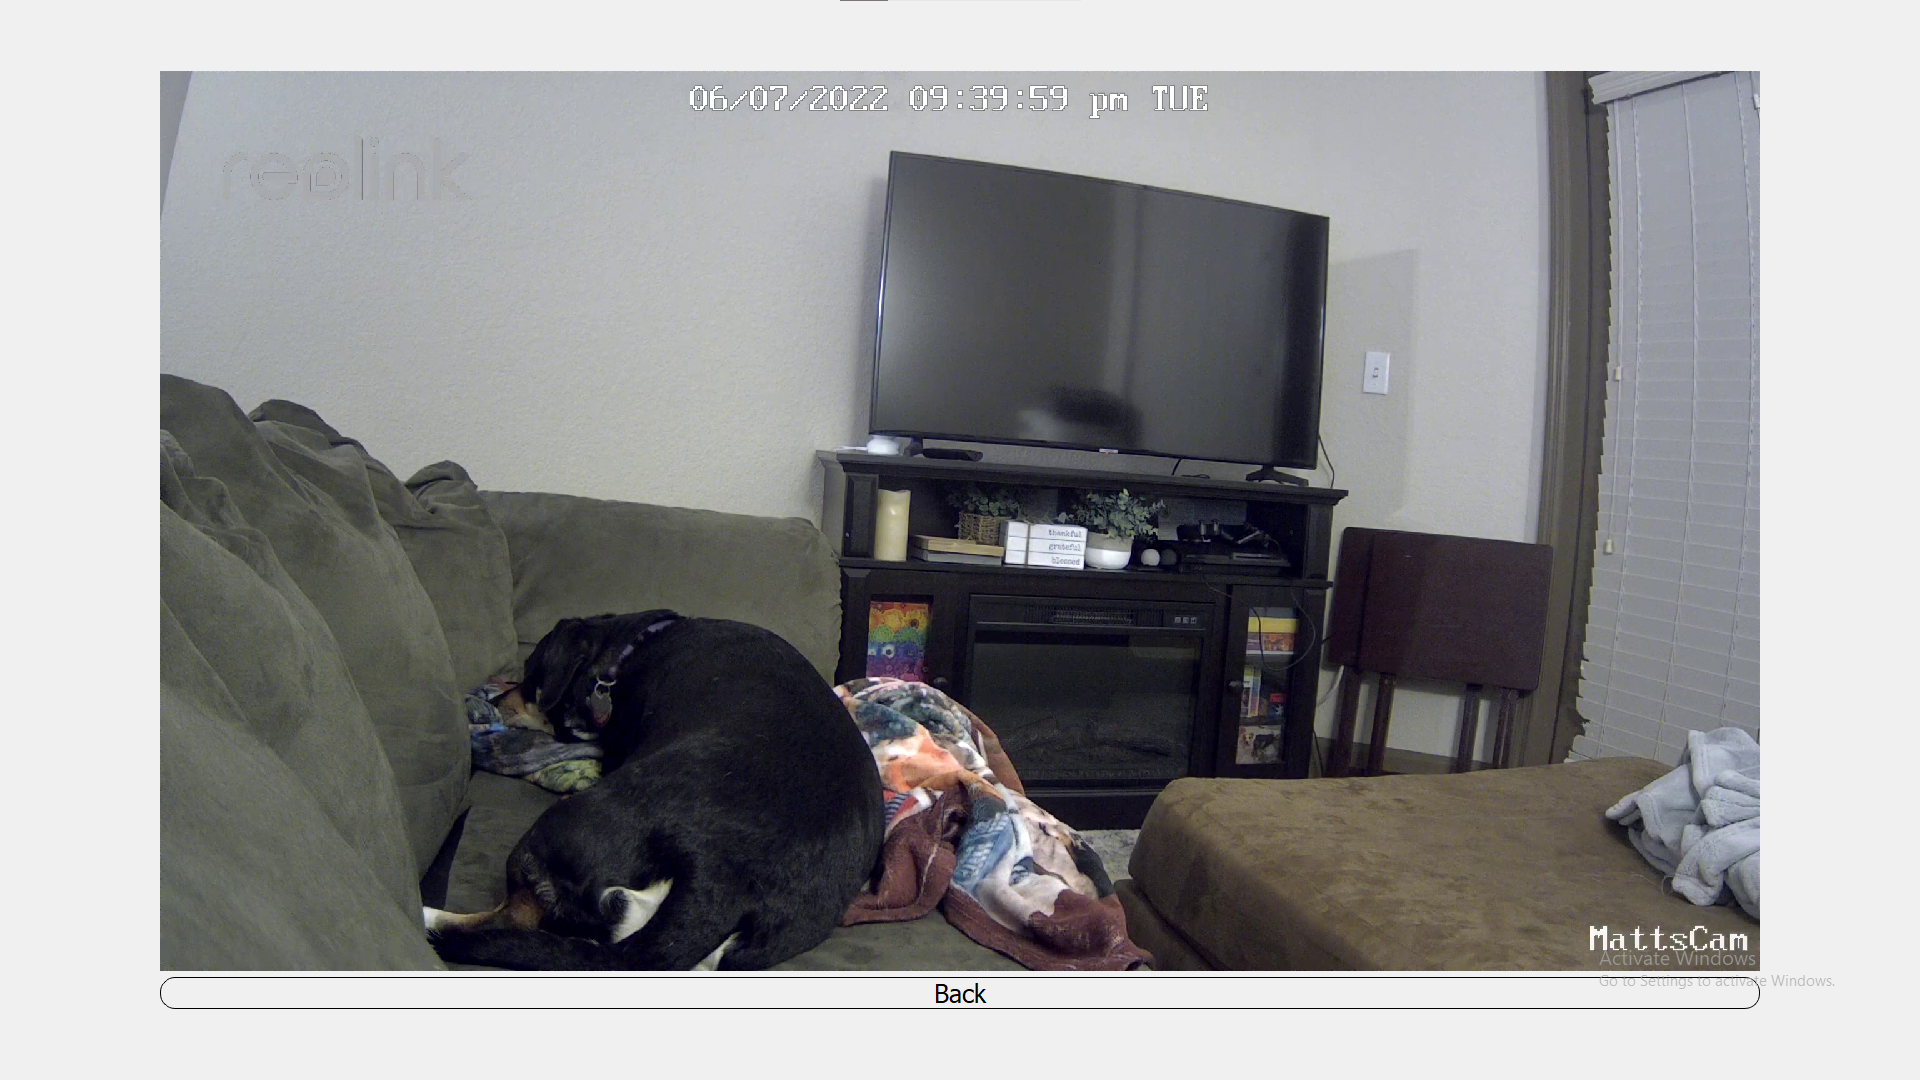 06/07/2022 09:39:59 pm TUE
reolink
thankful
grateful
blessed
MattsCam
Activate Windows
Go to Settings to activate Windows.
Back